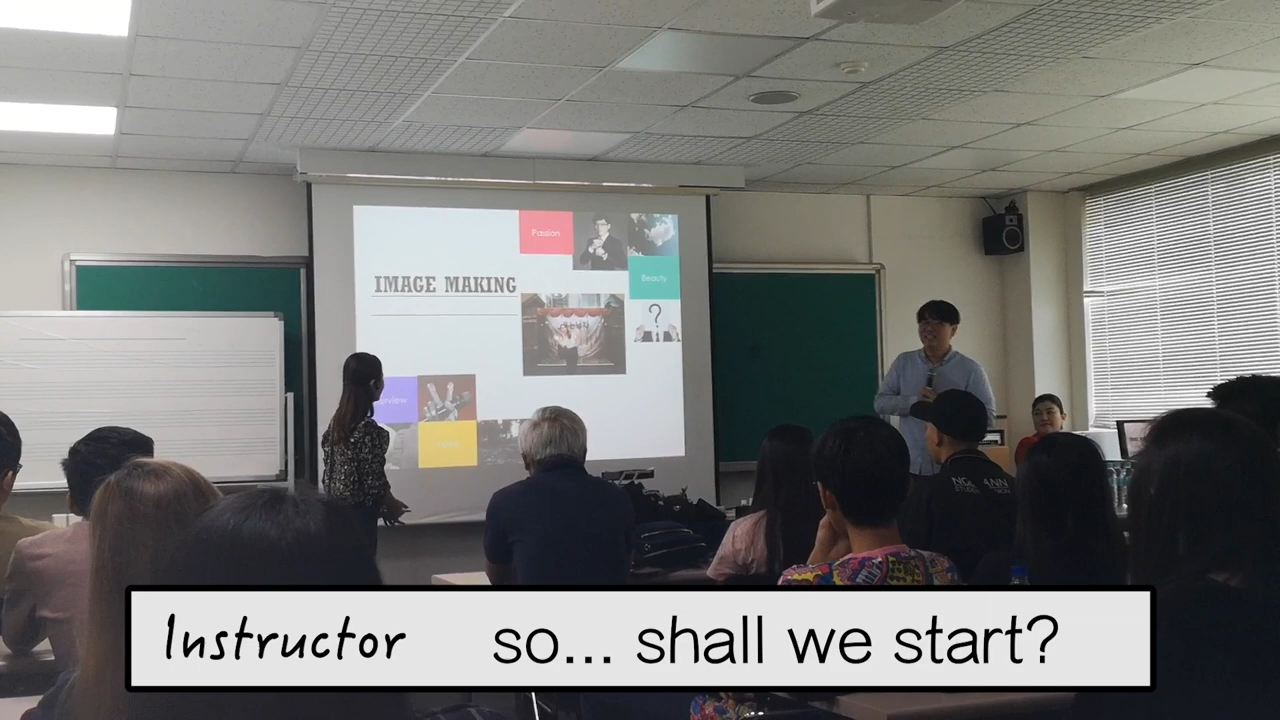 Passion
Beauty
IMAGE MAKING
?
Instructor so... shall we start?